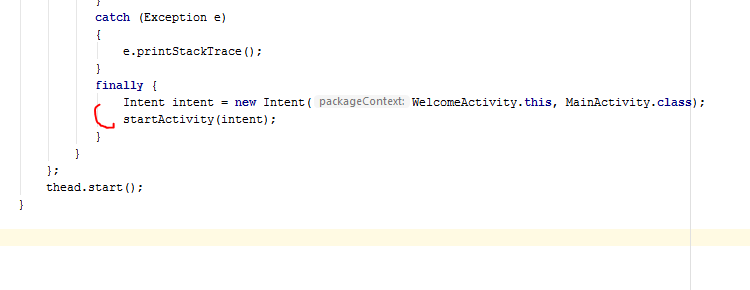 }
catch (Exception e)
{
e.printStackTrace();
}
finally {
Intent intent = new Intent( packageContext: WelcomeActivity.this, MainActivity.class);
startActivity(intent);
}
}
};
thead.start();
}